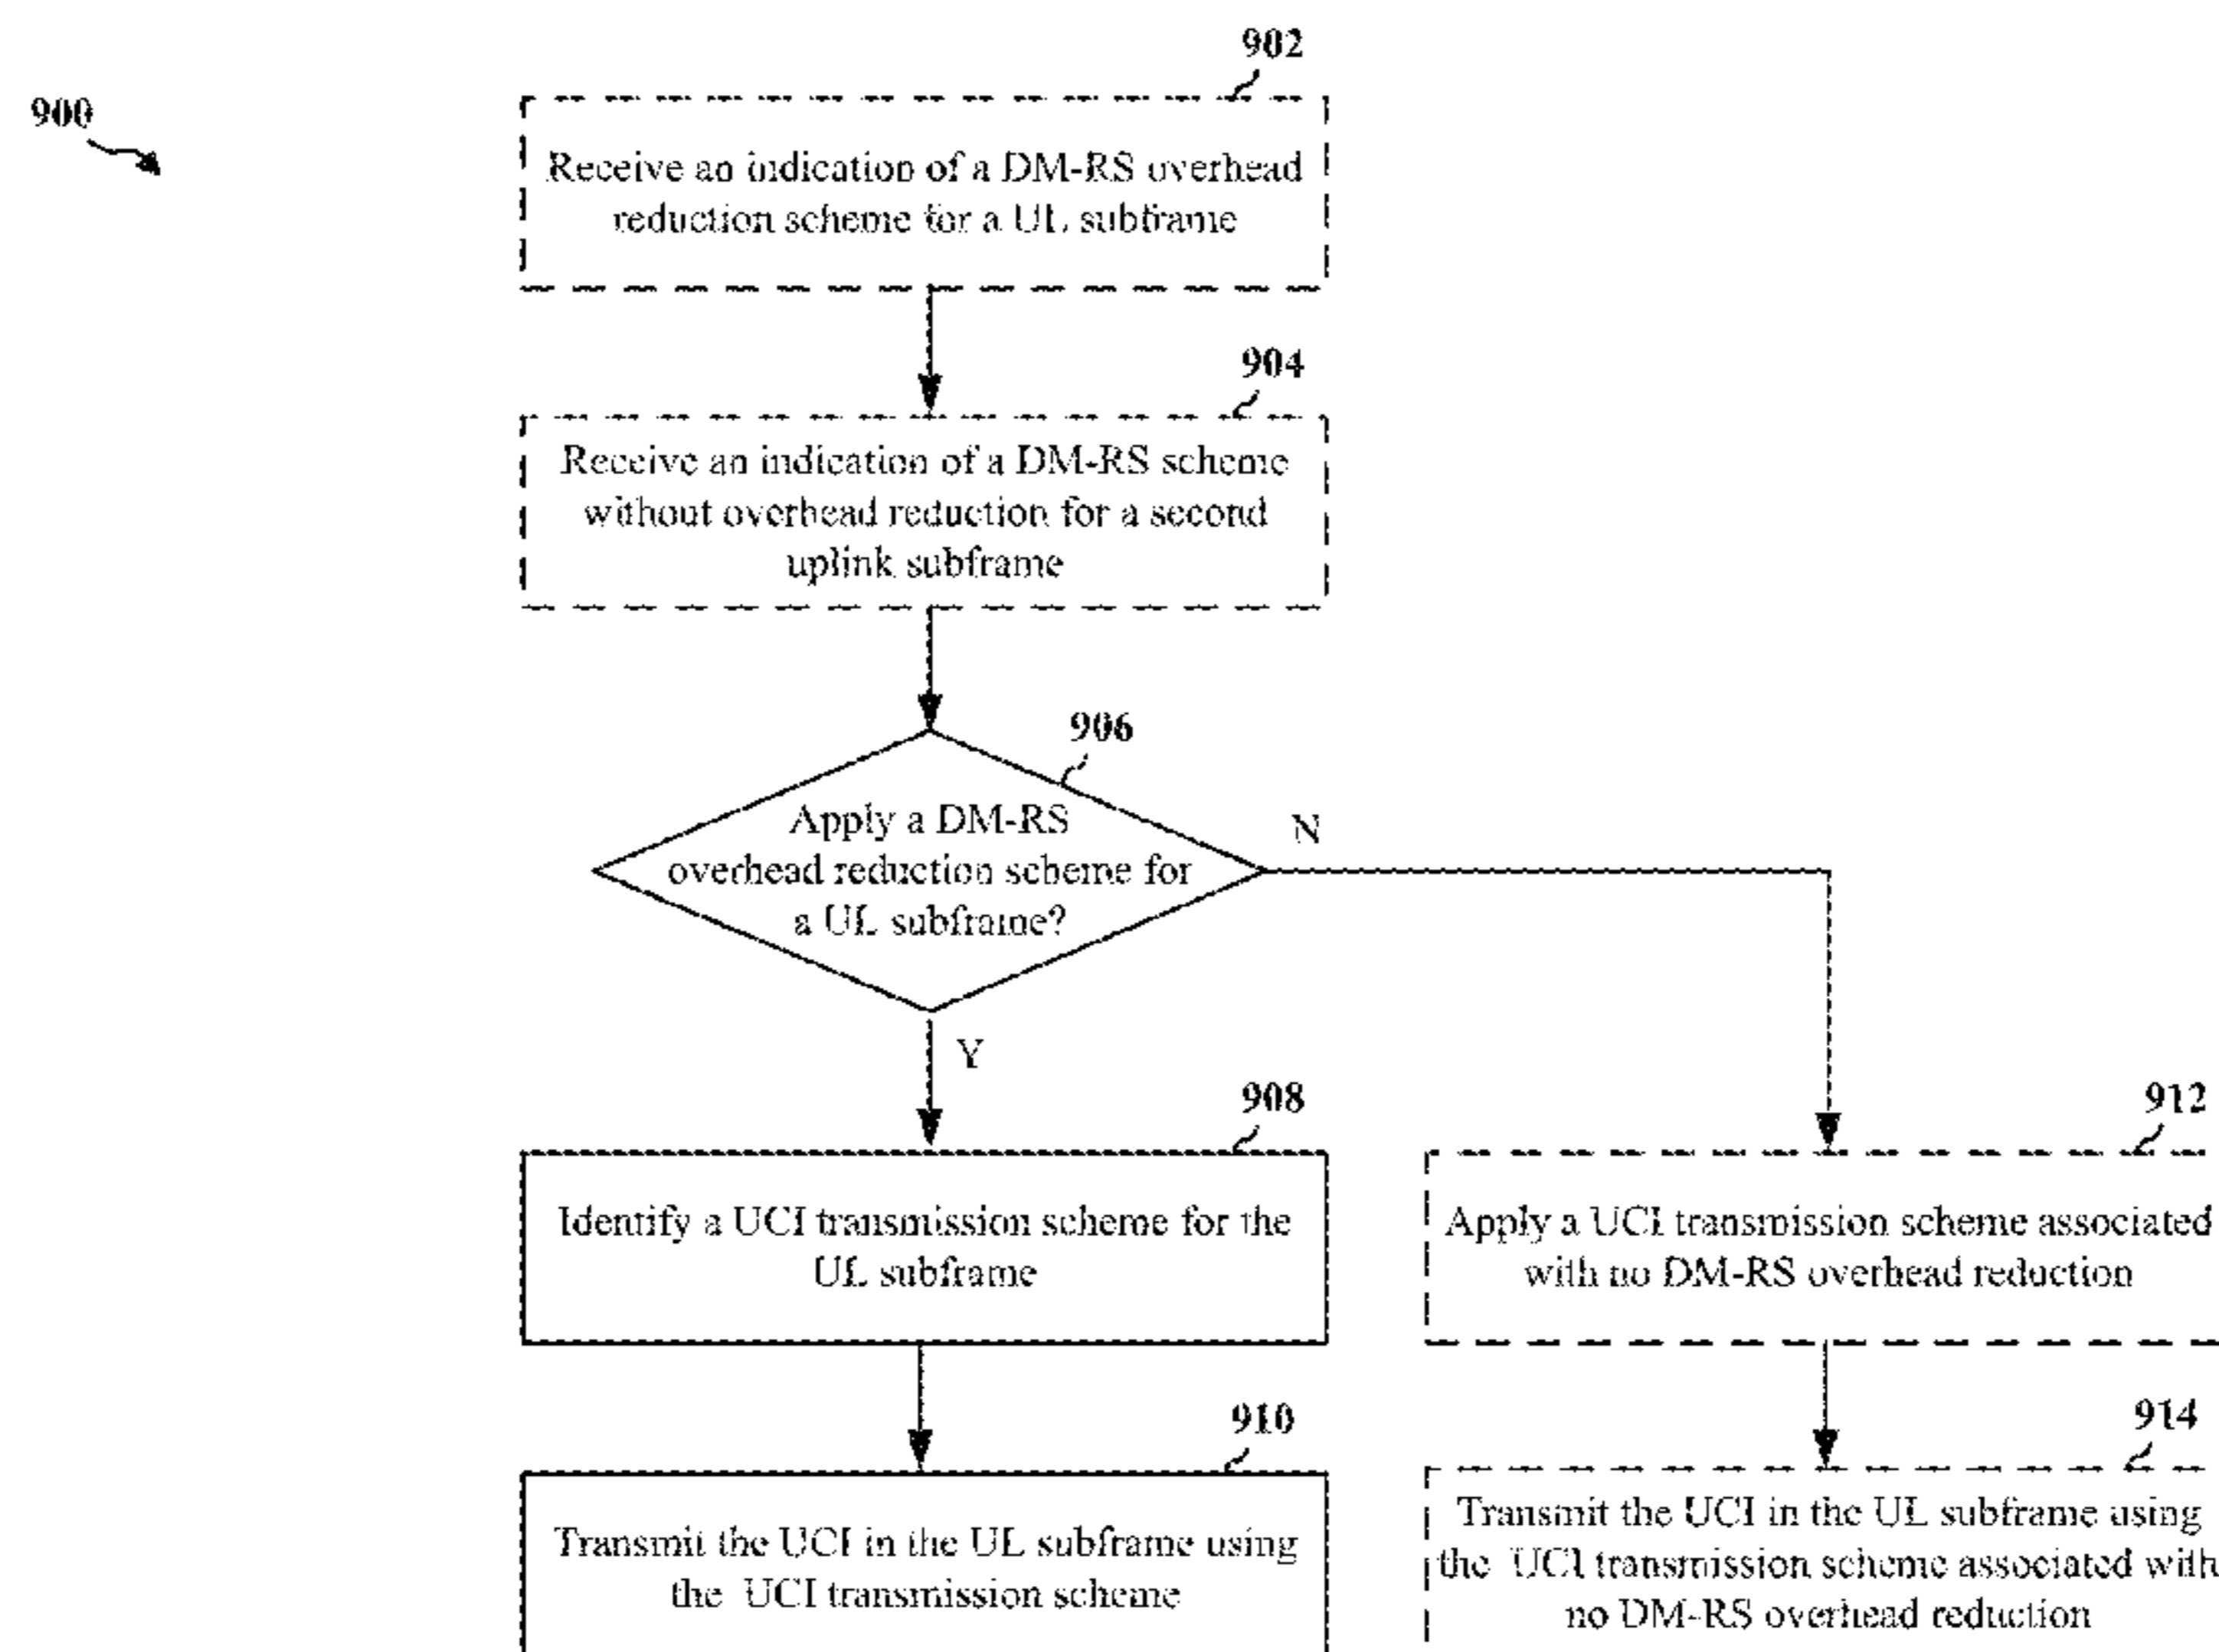 900
902
Receive an indication of a DM-RS overhead
reduction scheme for a UL subframe
904
Receive an indication of a DM-RS scheme
without overhead reduction for a second
uplink subframe
906
Apply a DM-RS
overhead reduction scheme for
a UL subframe?
N
Y
908
Identify a UCI transmission scheme for the
UL subframe
912
Apply a UCI transmission scheme associated
with no DM-RS overhead reduction
910
Transmit the UCI in the UL subframe using
the UCI transmission scheme
914
Transmit the UCI in the UL subframe using
the UCI transmission scheme associated with
no DM-RS overhead reduction